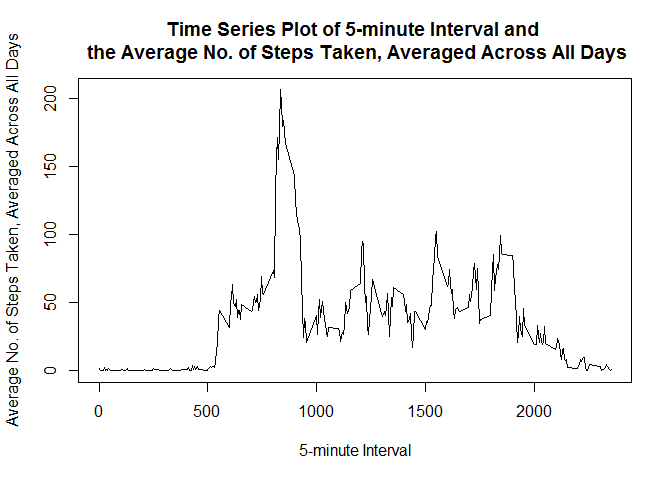 Time Series Plot of 5-minute Interval and
the Average No. of Steps Taken, Averaged Across All Days
Average No. of Steps Taken, Averaged Across All Days
200
150
100
50
0
0 500 1000 1500 2000
5-minute Interval